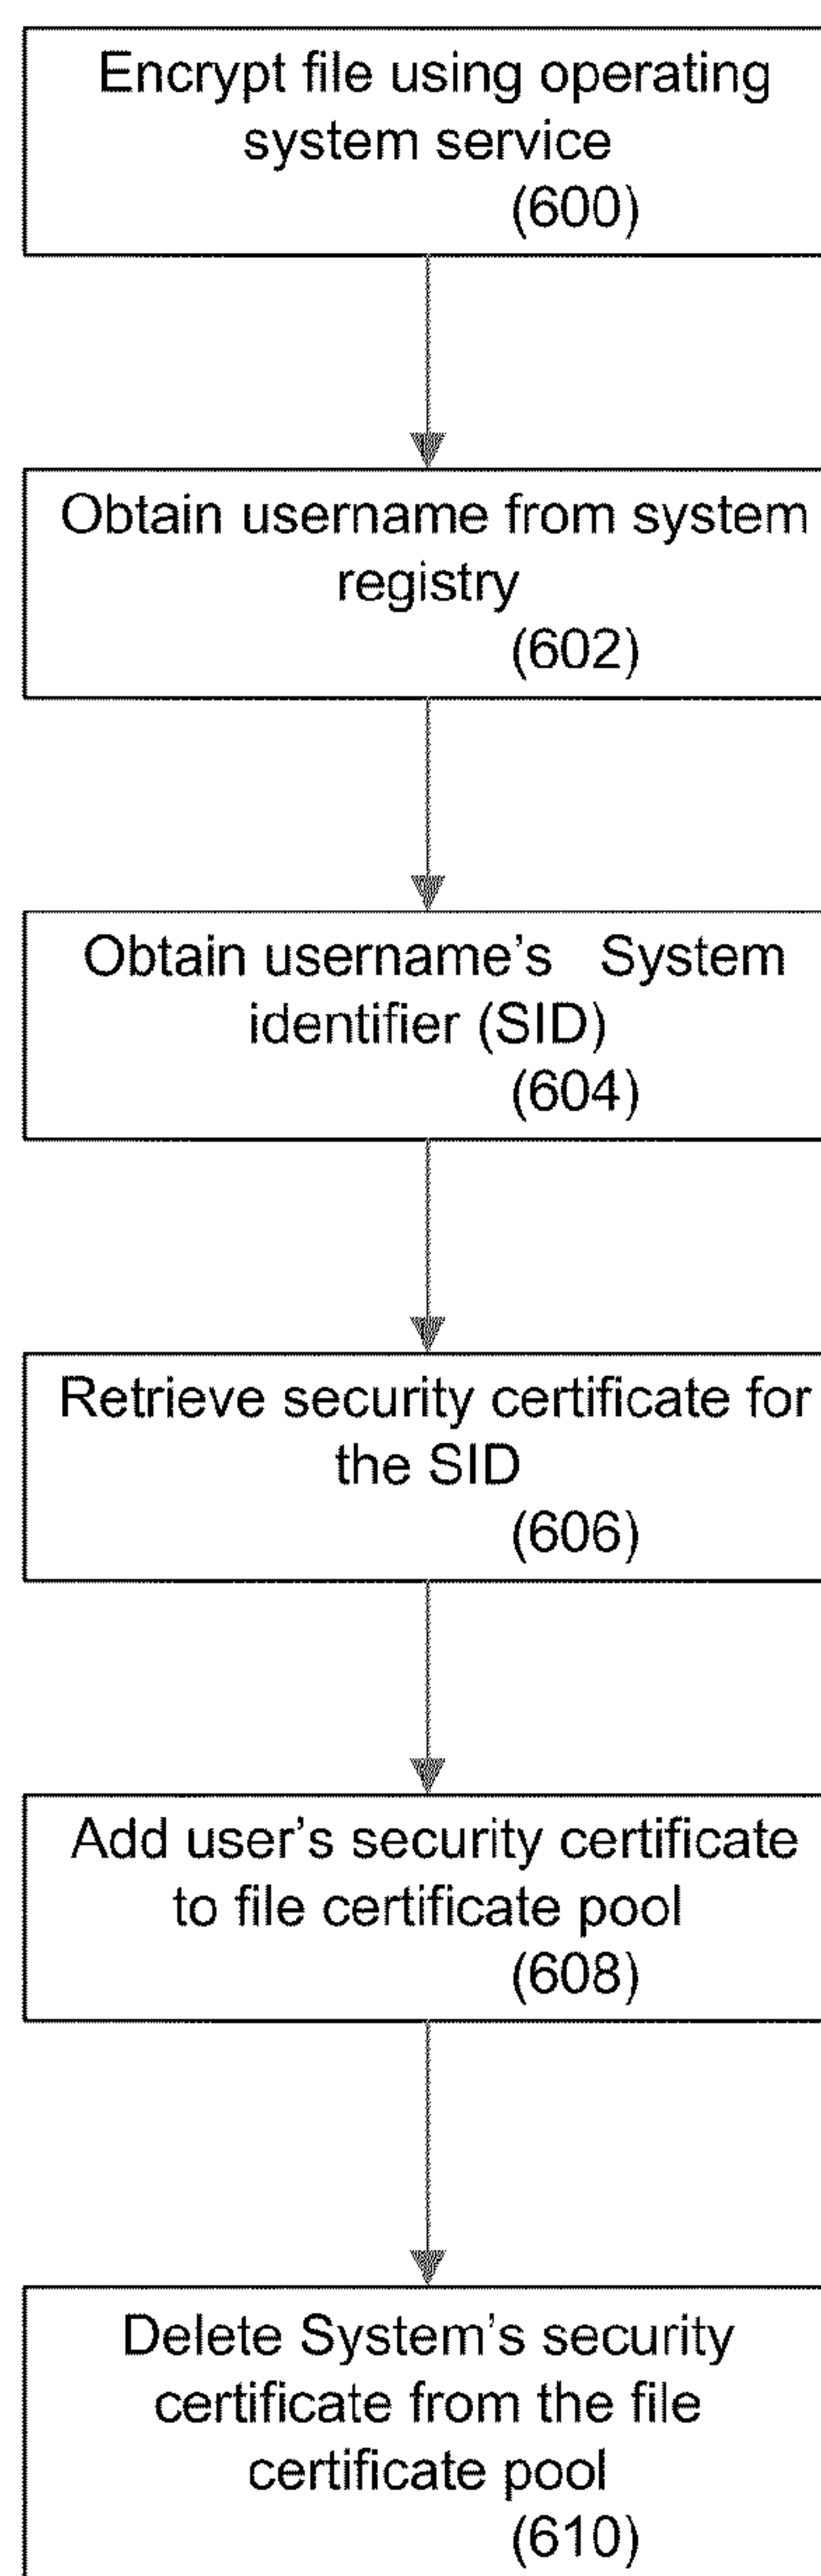 Encrypt file using operating
system service
(600)
Obtain username from system
registry
(602)
Obtain username's System
identifier (SID)
(604)
Retrieve security certificate for
the SID
(606)
Add user's security certificate
to file certificate pool
(608)
Delete System's security
certificate from the file
certificate pool
(610)